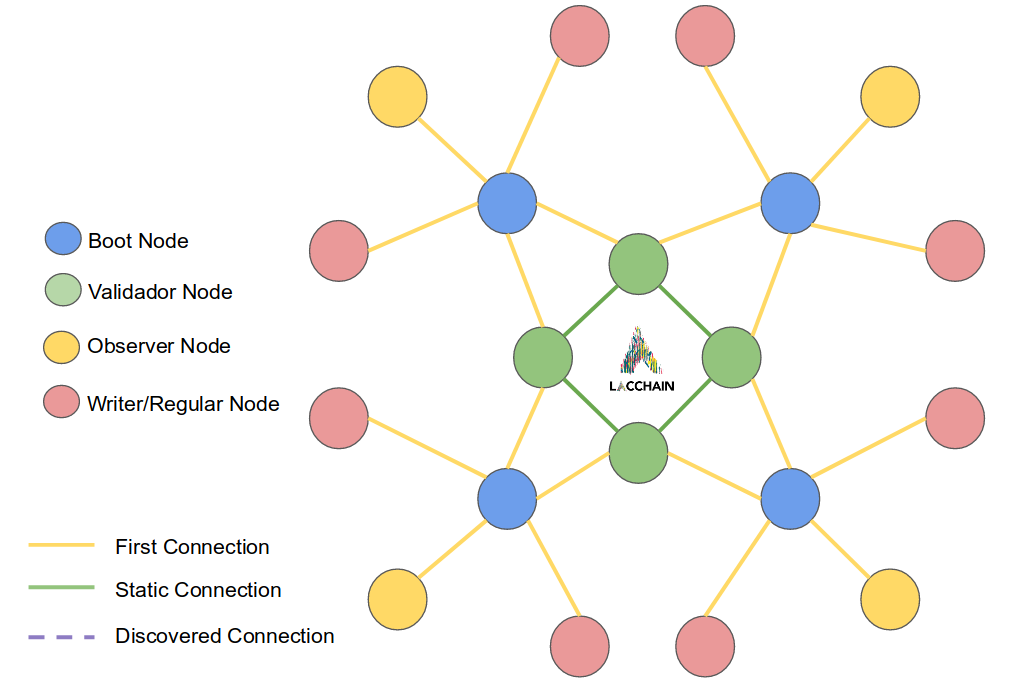 Boot Node
Validador Node
Observer Node
Writer/Regular Node
LACCHAIN
First Connection
Static Connection
Discovered Connection